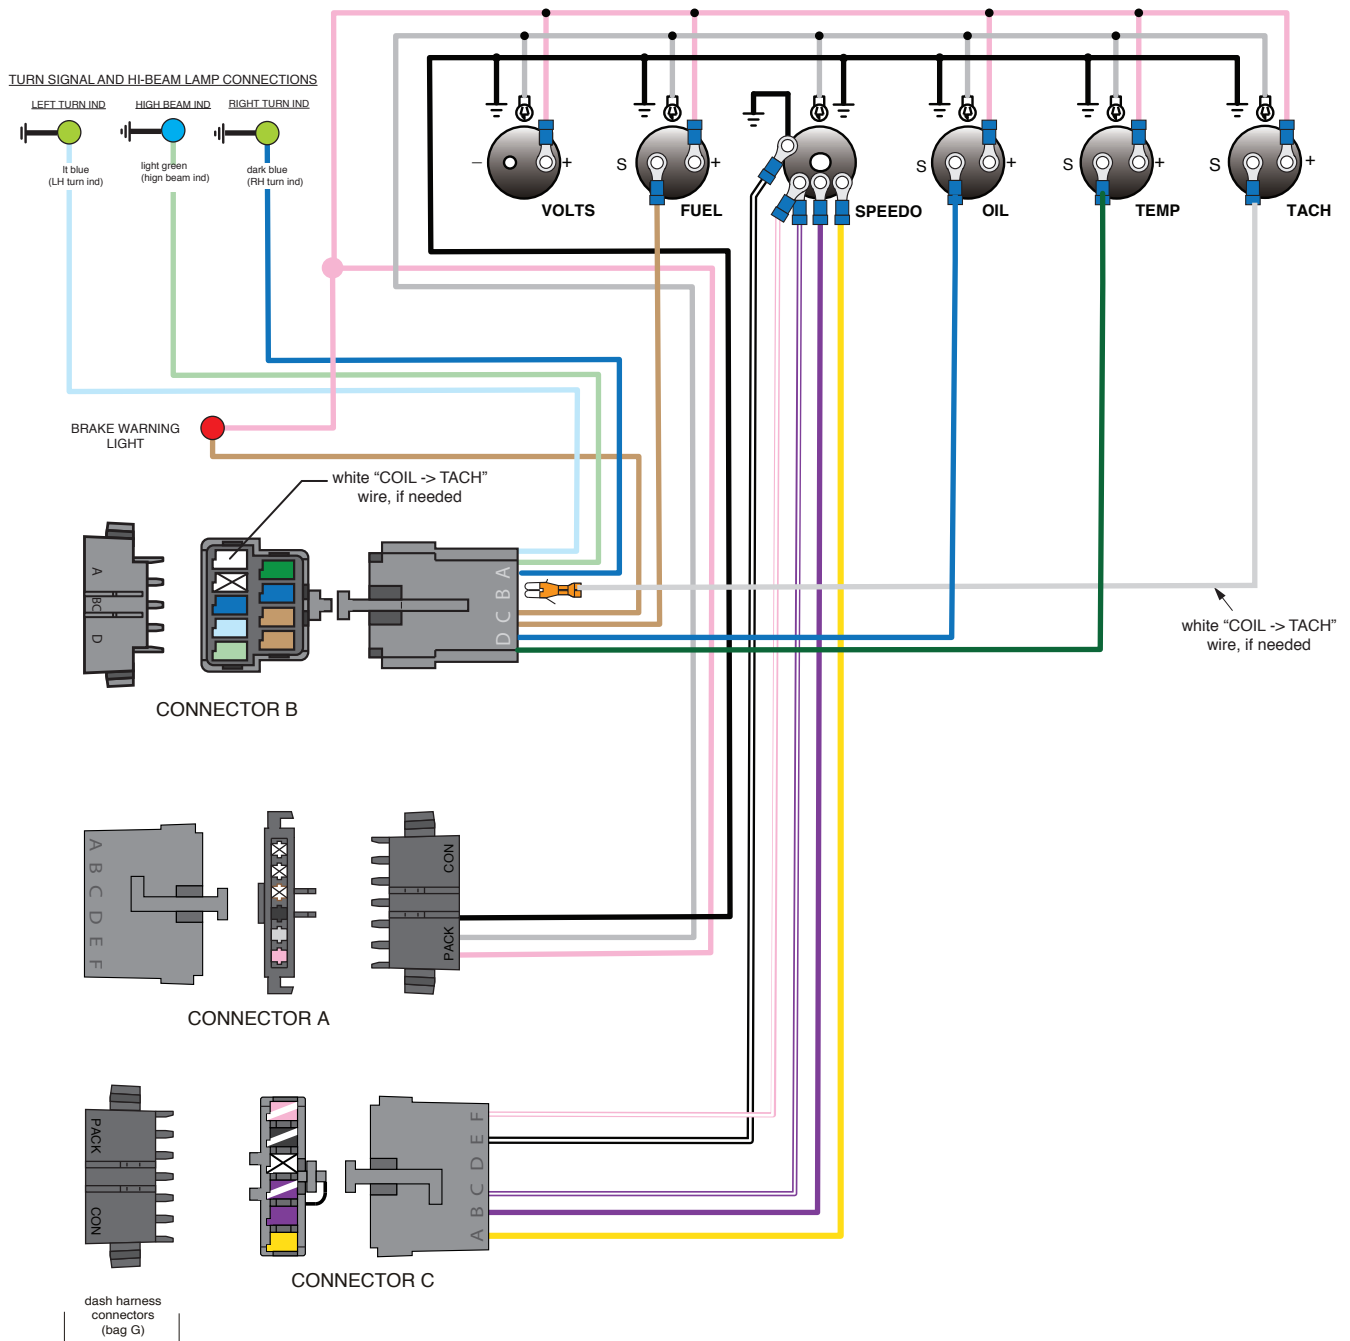 TURN SIGNAL AND HI-BEAM LAMP CONNECTIONS
LEFT TURN IND
HIGH BEAM IND
RIGHT TURN IND
lt blue
(LH turn ind)
light green
(hign beam ind)
dark blue
(RH turn ind)
– +
VOLTS
S +
FUEL
SPEEDO
S +
OIL
S +
TEMP
S +
TACH
BRAKE WARNING
LIGHT
white “COIL -> TACH”
wire, if needed
A
BC
D
D C B A
white “COIL -> TACH”
wire, if needed
CONNECTOR B
A B C D E F
CON
PACK
CONNECTOR A
PACK
CON
A B C D E F
CONNECTOR C
dash harness
connectors
(bag G)